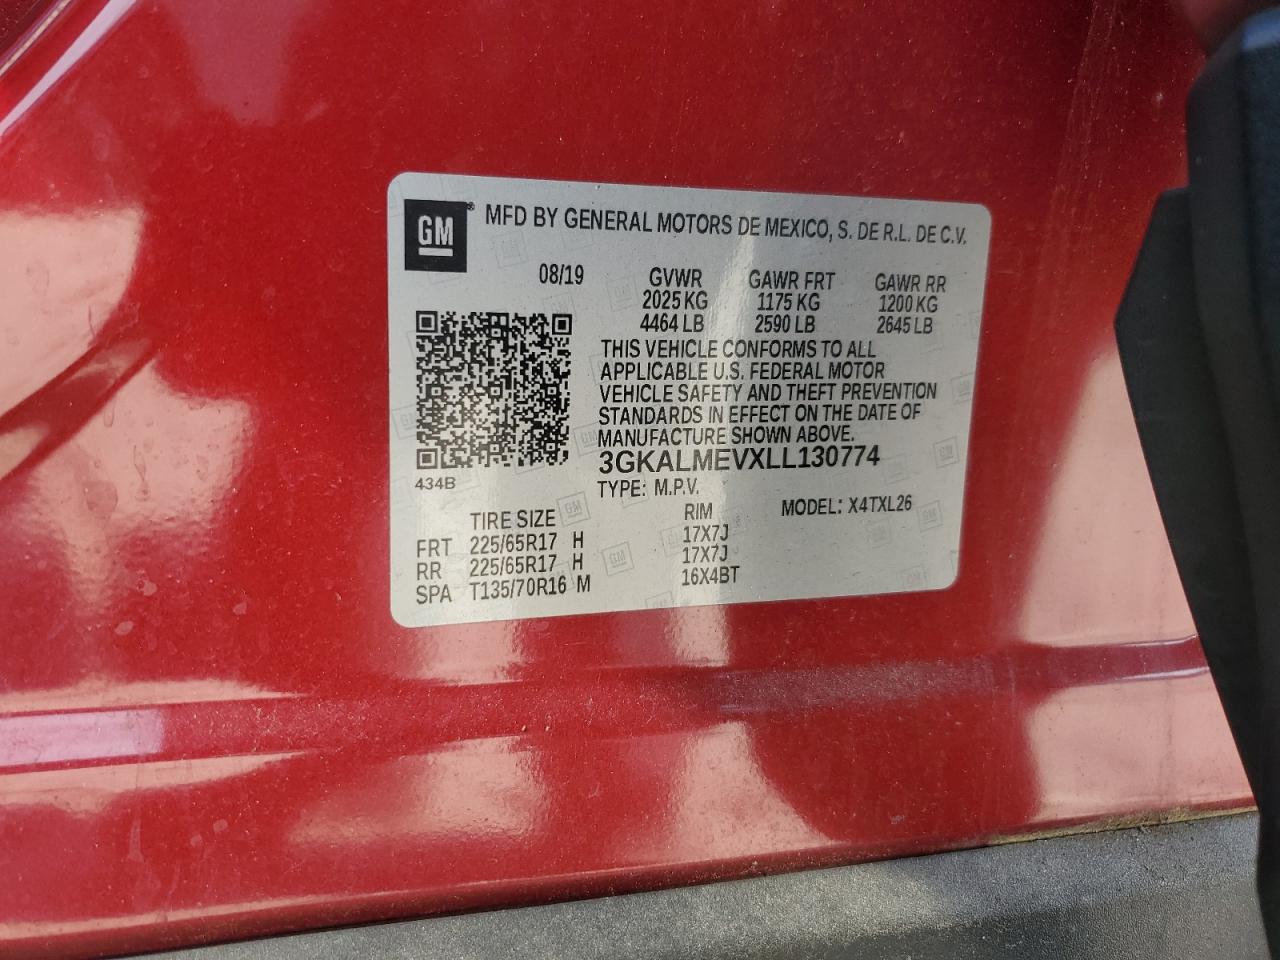 GM® MFD BY GENERAL MOTORS DE MEXICO, S. DE R.L. DE C.V.
08/19 GVWR GAWR FRT GAWR RR
2025 KG 1175 KG 1200 KG
4464 LB 2590 LB 2645 LB
THIS VEHICLE CONFORMS TO ALL
APPLICABLE U.S. FEDERAL MOTOR
VEHICLE SAFETY AND THEFT PREVENTION
STANDARDS IN EFFECT ON THE DATE OF
MANUFACTURE SHOWN ABOVE.
3GKALMEVXLL130774
434B
TYPE: M.P.V. MODEL: X4TXL26
TIRE SIZE RIM
FRT 225/65R17 H 17X7J
RR 225/65R17 H 17X7J
SPA T135/70R16 M 16X4BT